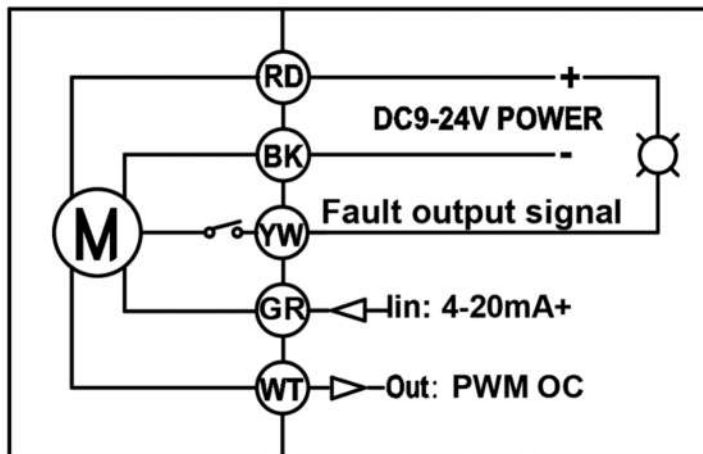 RD +
DC9-24V POWER
BK -
M
YW Fault output signal
GR Iin: 4-20mA+
WT Out: PWM OC